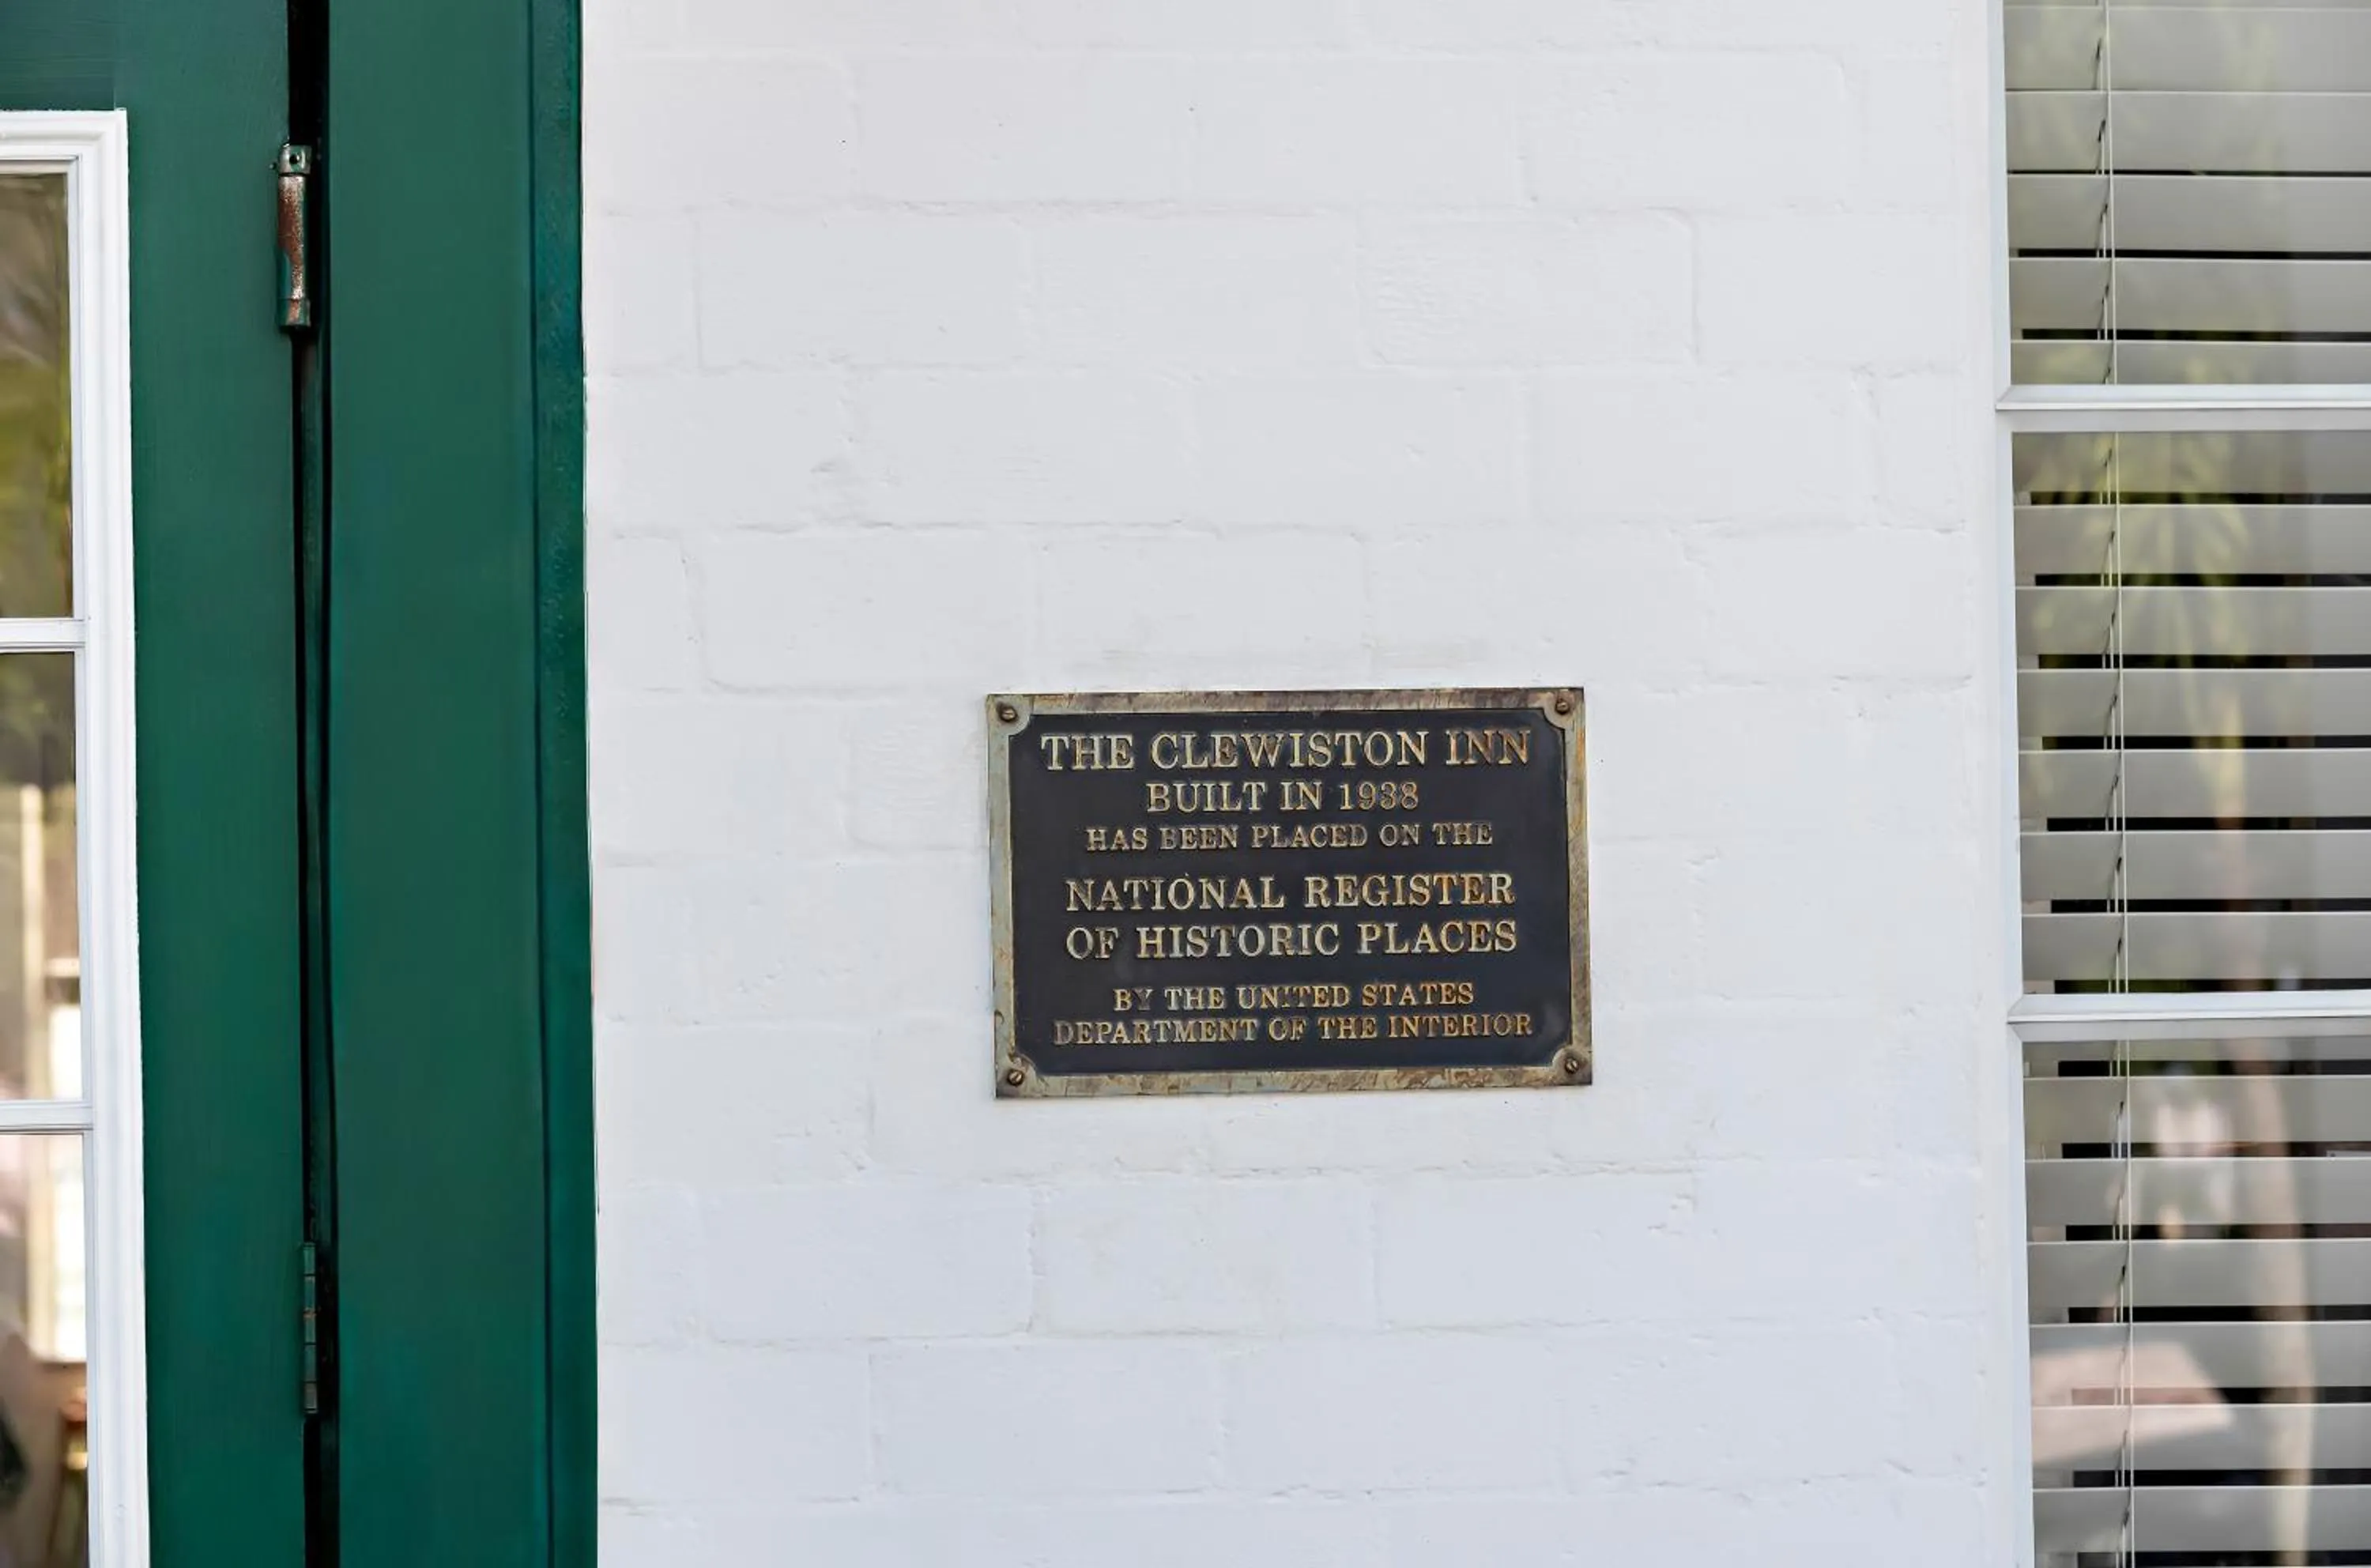 THE CLEWISTON INN
BUILT IN 1938
HAS BEEN PLACED ON THE
NATIONAL REGISTER
OF HISTORIC PLACES
BY THE UNITED STATES
DEPARTMENT OF THE INTERIOR